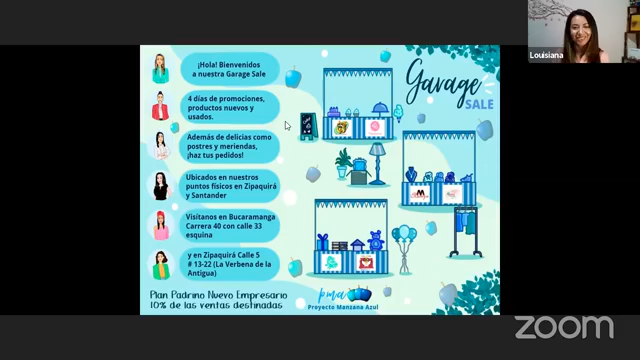 Louisiana
¡Hola! Bienvenidos
a nuestra Garage Sale
4 días de promociones,
productos nuevos y
usados.
Además de delicias como
postres y meriendas,
¡haz tus pedidos!
Ubicados en nuestros
puntos físicos en Zipaquirá
y Santander
Visítanos en Bucaramanga
Carrera 40 con calle 33
esquina
y en Zipaquirá Calle 5
# 13-22 (La Verbena de la
Antigua)
Plan Padrino Nuevo Empresario
10% de las ventas destinadas
Garage
SALE
pma
Proyecto Manzana Azul
zoom